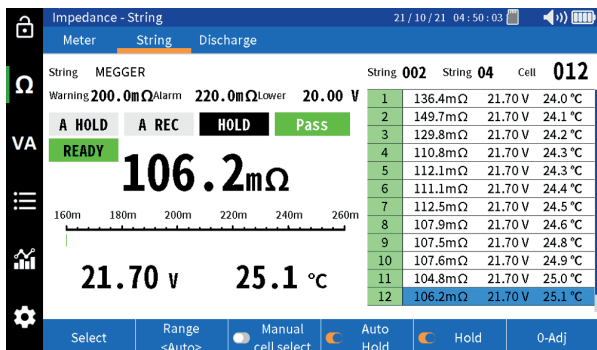 Impedance - String 21/10/21 04:50:03
Meter String Discharge
String MEGGER String 002 String 04 Cell 012
Warning 200.0mΩ Alarm 220.0mΩ Lower 20.00 V
A HOLD A REC HOLD Pass
READY
106.2mΩ
160m 180m 200m 220m 240m 260m
21.70 V 25.1 °C
1 136.4mΩ 21.70 V 24.0 °C
2 149.7mΩ 21.70 V 24.1 °C
3 129.8mΩ 21.70 V 24.2 °C
4 110.8mΩ 21.70 V 24.3 °C
5 112.1mΩ 21.70 V 24.3 °C
6 111.1mΩ 21.70 V 24.4 °C
7 112.5mΩ 21.70 V 24.5 °C
8 107.9mΩ 21.70 V 24.6 °C
9 107.5mΩ 21.70 V 24.8 °C
10 107.6mΩ 21.70 V 24.9 °C
11 104.8mΩ 21.70 V 25.0 °C
12 106.2mΩ 21.70 V 25.1 °C
Ω
VA
Select Range <Auto> Manual cell select Auto Hold Hold 0-Adj